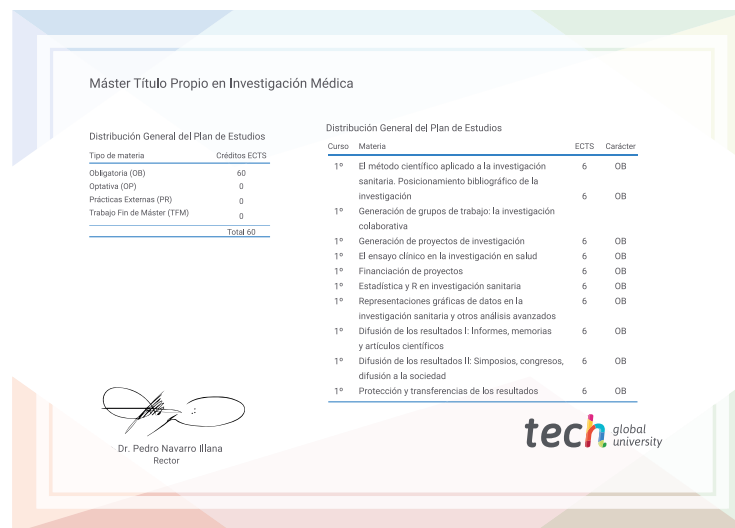 Máster Título Propio en Investigación Médica
Distribución General del Plan de Estudios
Tipo de materia Créditos ECTS
Obligatoria (OB) 60
Optativa (OP) 0
Prácticas Externas (PR) 0
Trabajo Fin de Máster (TFM) 0
Total 60
Distribución General del Plan de Estudios
Curso Materia ECTS Carácter
1º El método científico aplicado a la investigación 6 OB
sanitaria. Posicionamiento bibliográfico de la
investigación 6 OB
1º Generación de grupos de trabajo: la investigación
colaborativa
1º Generación de proyectos de investigación 6 OB
1º El ensayo clínico en la investigación en salud 6 OB
1º Financiación de proyectos 6 OB
1º Estadística y R en investigación sanitaria 6 OB
1º Representaciones gráficas de datos en la 6 OB
investigación sanitaria y otros análisis avanzados
1º Difusión de los resultados I: Informes, memorias 6 OB
y artículos científicos
1º Difusión de los resultados II: Simposios, congresos, 6 OB
difusión a la sociedad
1º Protección y transferencias de los resultados 6 OB
Dr. Pedro Navarro Illana
Rector
tech global
university